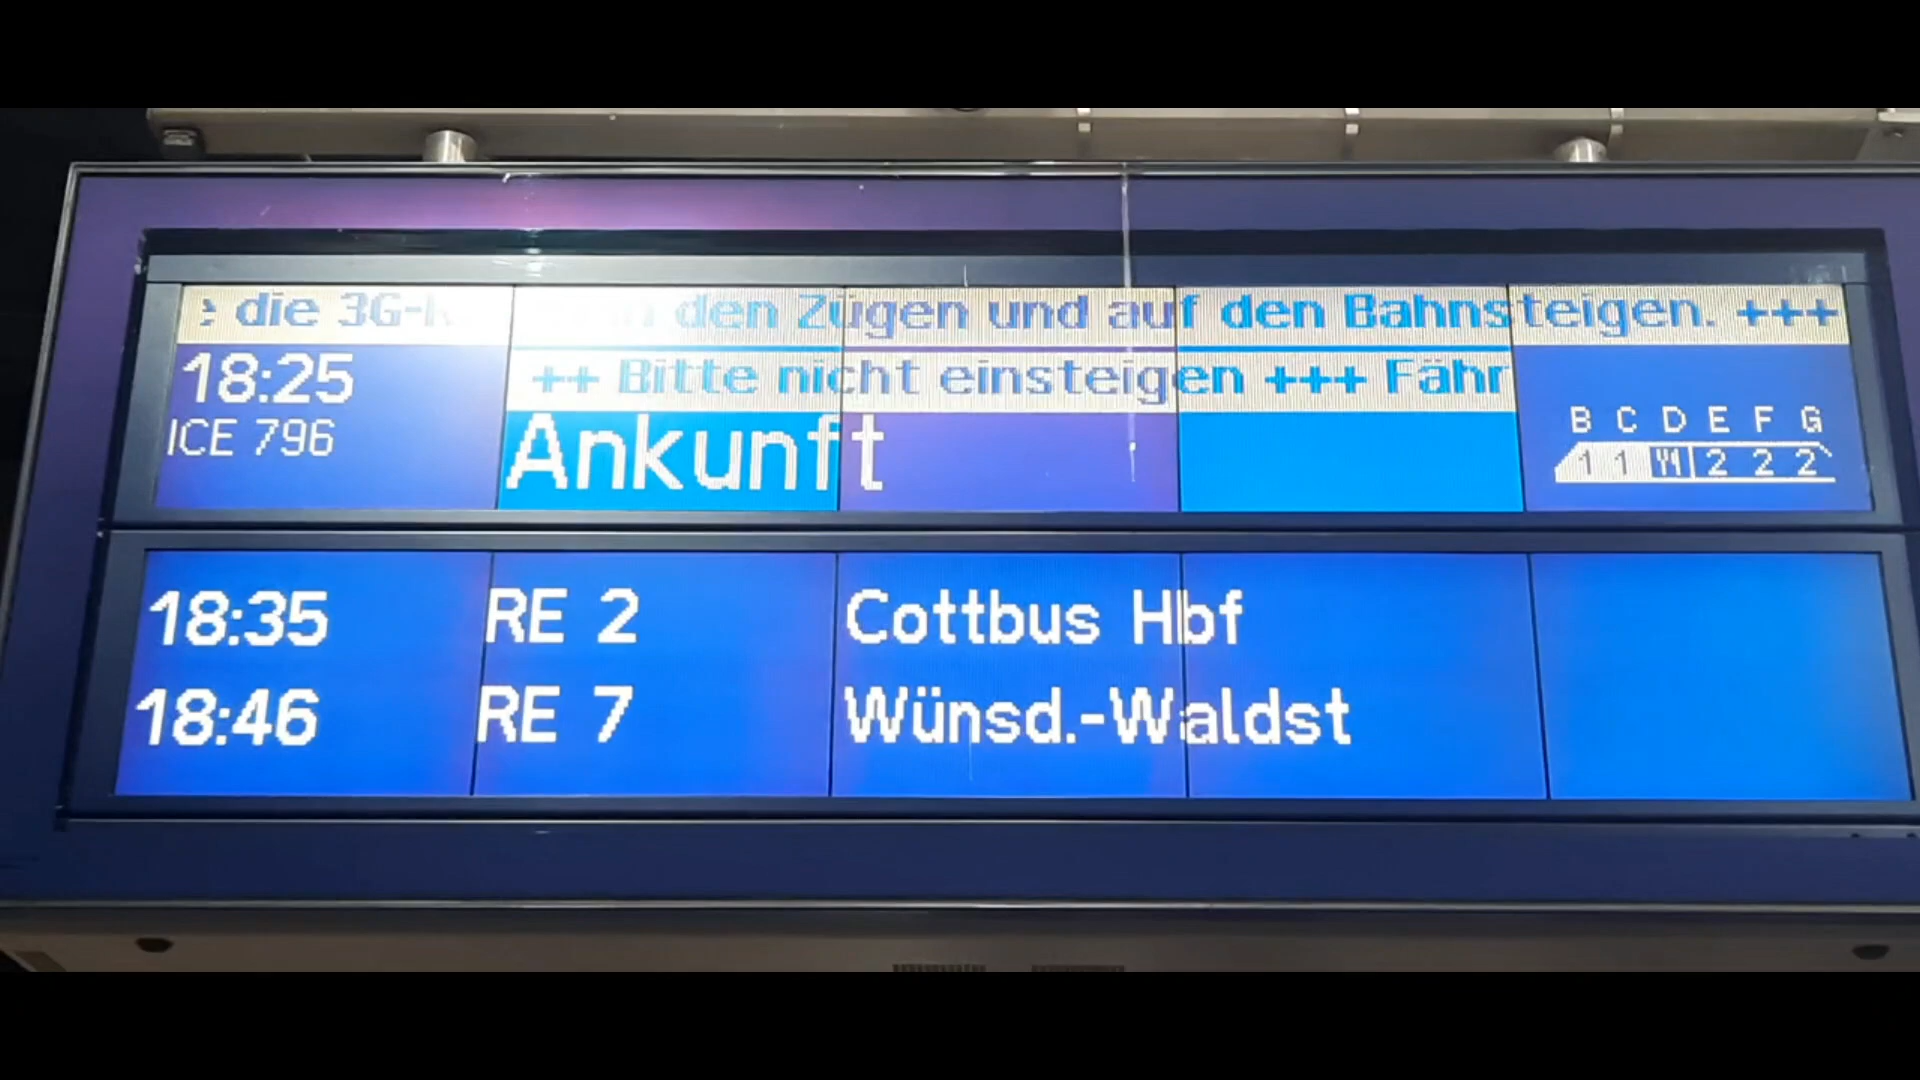 die 3G- den Zügen und auf den Bahnsteigen. +++
18:25 ++ Bitte nicht einsteigen +++ Fähr
ICE 796 Ankunft
B C D E F G
1 1 2 2 2
18:35 RE 2 Cottbus Hbf
18:46 RE 7 Wünsd.-Waldst